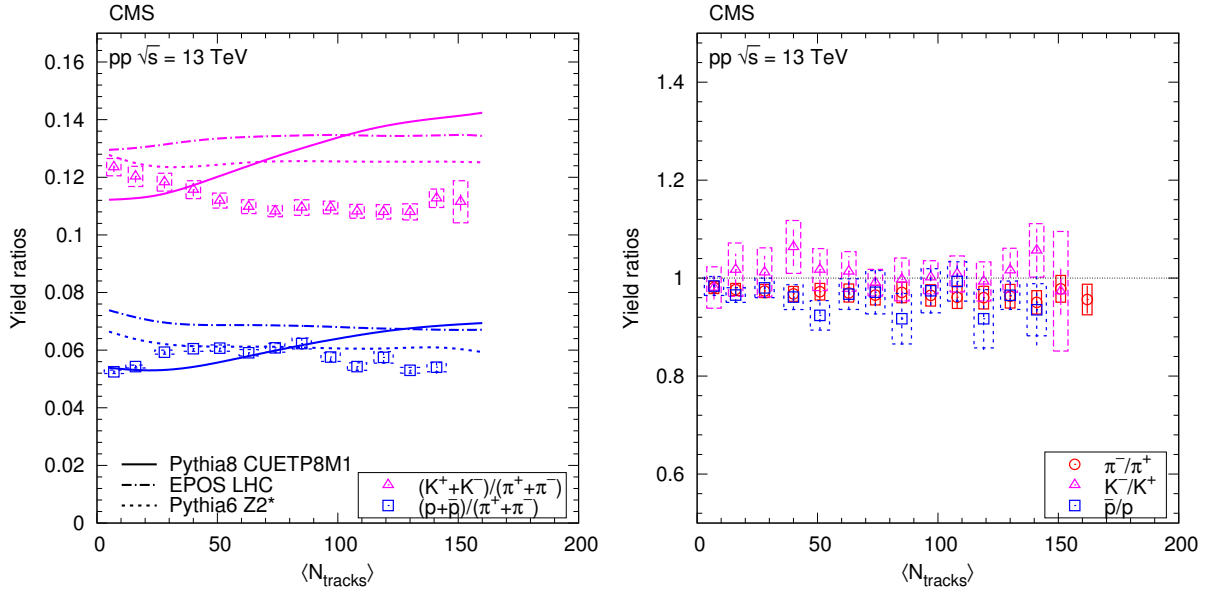 CMS
pp √s = 13 TeV
0.16
0.14
0.12
0.1
0.08
0.06
0.04
0.02
0
Yield ratios
Pythia8 CUETP8M1
EPOS LHC
Pythia6 Z2*
(K⁺+K⁻)/(π⁺+π⁻)
(p+p̅)/(π⁺+π⁻)
0 50 100 150 200
⟨N_tracks⟩
CMS
pp √s = 13 TeV
1.4
1.2
1
0.8
0.6
Yield ratios
π⁻/π⁺
K⁻/K⁺
p̅/p
0 50 100 150 200
⟨N_tracks⟩